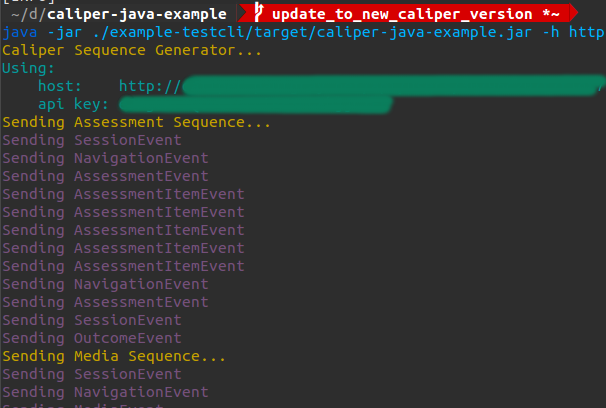 ~/d/caliper-java-example update_to_new_caliper_version *~
java -jar ./example-testcli/target/caliper-java-example.jar -h http
Caliper Sequence Generator...
Using:
host: http://
api key:
Sending Assessment Sequence...
Sending SessionEvent
Sending NavigationEvent
Sending AssessmentEvent
Sending AssessmentItemEvent
Sending AssessmentItemEvent
Sending AssessmentItemEvent
Sending AssessmentItemEvent
Sending AssessmentItemEvent
Sending NavigationEvent
Sending AssessmentEvent
Sending SessionEvent
Sending OutcomeEvent
Sending Media Sequence...
Sending SessionEvent
Sending NavigationEvent
Sending MediaEvent